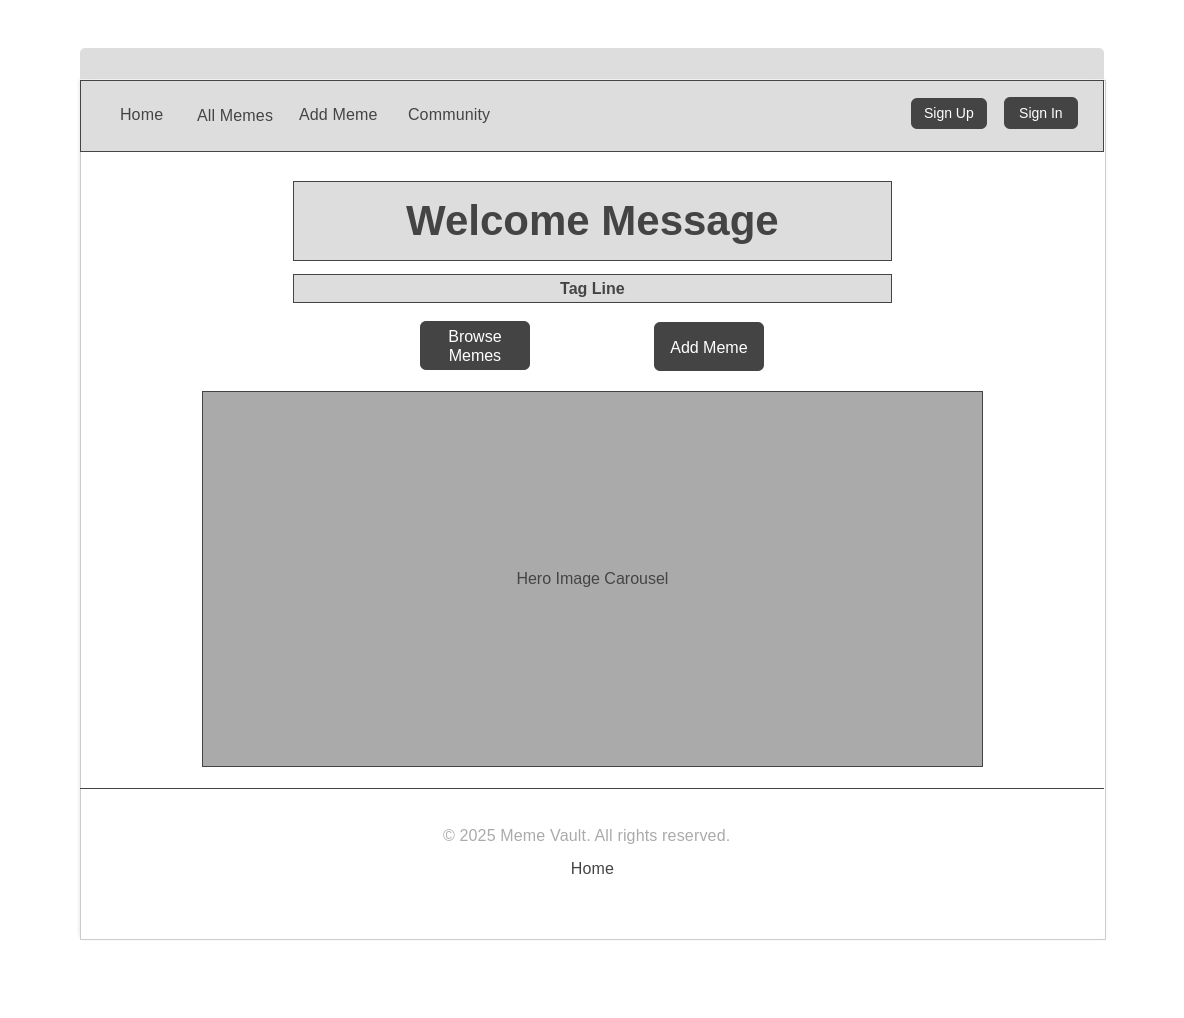 Home
All Memes
Add Meme
Community
Sign Up
Sign In
Welcome Message
Tag Line
Browse
Memes
Add Meme
Hero Image Carousel
© 2025 Meme Vault. All rights reserved.
Home